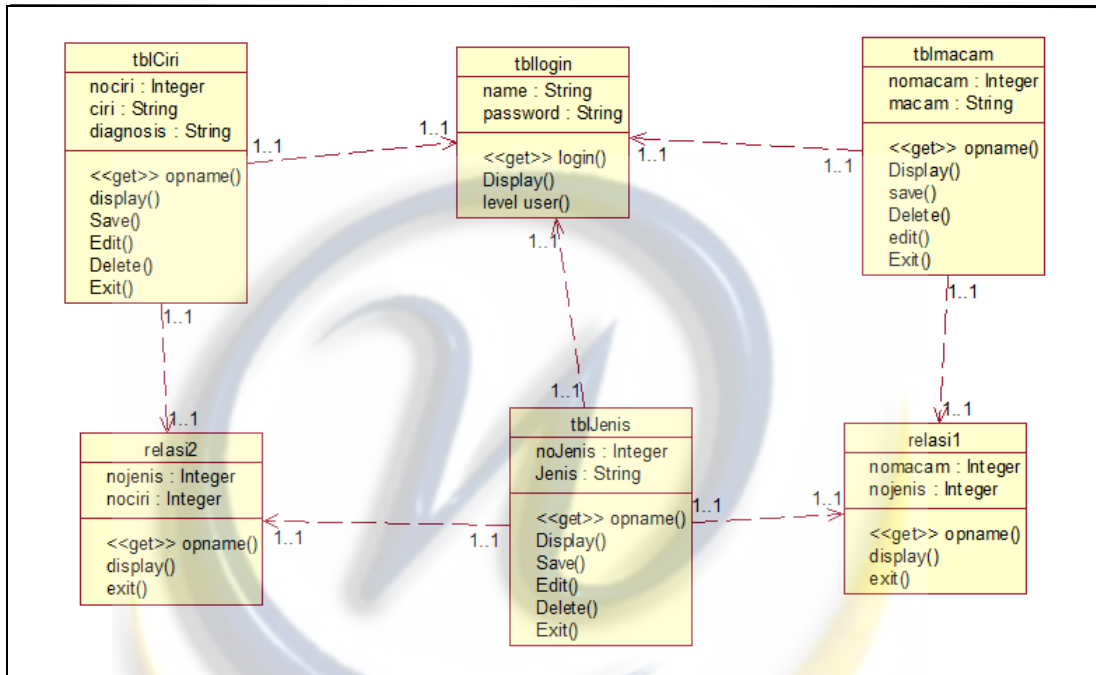 tblCiri
nociri : Integer
ciri : String
diagnosis : String
<<get>> opname()
display()
Save()
Edit()
Delete()
Exit()
1..1
1..1
1..1
1..1
tbllogin
name : String
password : String
<<get>> login()
Display()
level user()
1..1
1..1
tblmacam
nomacam : Integer
macam : String
<<get>> opname()
Display()
save()
Delete()
edit()
Exit()
1..1
1..1
1..1
1..1
relasi2
nojenis : Integer
nociri : Integer
<<get>> opname()
display()
exit()
1..1
1..1
tblJenis
noJenis : Integer
Jenis : String
<<get>> opname()
Display()
Save()
Edit()
Delete()
Exit()
1..1
1..1
relasi1
nomacam : Integer
nojenis : Integer
<<get>> opname()
display()
exit()